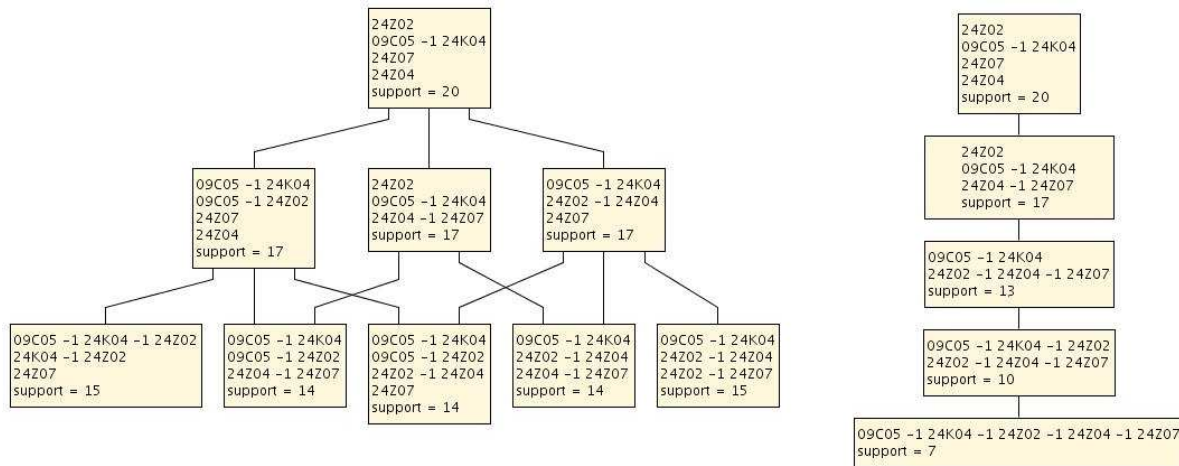 24Z02
09C05 -1 24K04
24Z07
24Z04
support = 20
09C05 -1 24K04
09C05 -1 24Z02
24Z07
24Z04
support = 17
24Z02
09C05 -1 24K04
24Z04 -1 24Z07
support = 17
09C05 -1 24K04
24Z02 -1 24Z04
24Z07
support = 17
09C05 -1 24K04 -1 24Z02
24K04 -1 24Z02
24Z07
support = 15
09C05 -1 24K04
09C05 -1 24Z02
24Z04 -1 24Z07
support = 14
09C05 -1 24K04
09C05 -1 24Z02
24Z02 -1 24Z04
24Z07
support = 14
09C05 -1 24K04
24Z02 -1 24Z04
24Z04 -1 24Z07
support = 14
09C05 -1 24K04
24Z02 -1 24Z04
24Z02 -1 24Z07
support = 15
24Z02
09C05 -1 24K04
24Z07
24Z04
support = 20
24Z02
09C05 -1 24K04
24Z04 -1 24Z07
support = 17
09C05 -1 24K04
24Z02 -1 24Z04 -1 24Z07
support = 13
09C05 -1 24K04 -1 24Z02
24Z02 -1 24Z04 -1 24Z07
support = 10
09C05 -1 24K04 -1 24Z02 -1 24Z04 -1 24Z07
support = 7